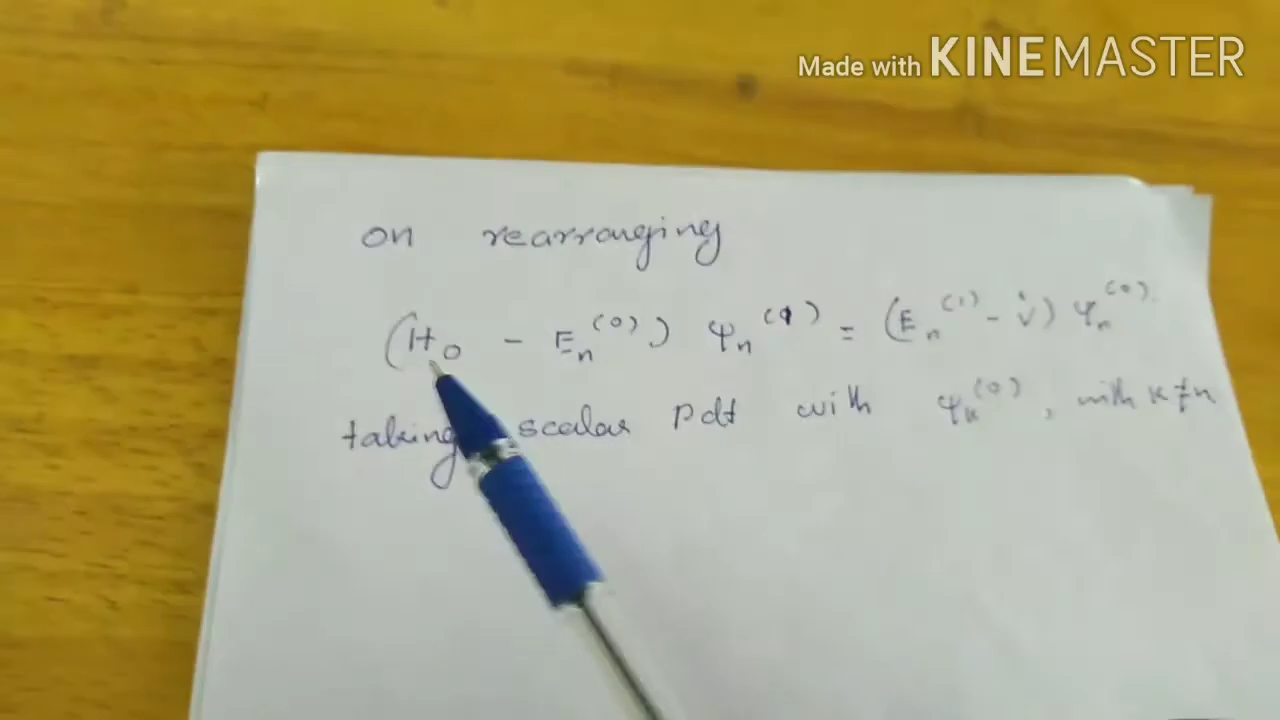 Made with KINEMASTER
on rearranging
(H₀ - Eₙ⁽⁰⁾) ψₙ⁽¹⁾ = (Eₙ⁽¹⁾ - V̇) ψₙ⁽⁰⁾
taking scalar Pdt with ψₖ⁽⁰⁾, with k≠n